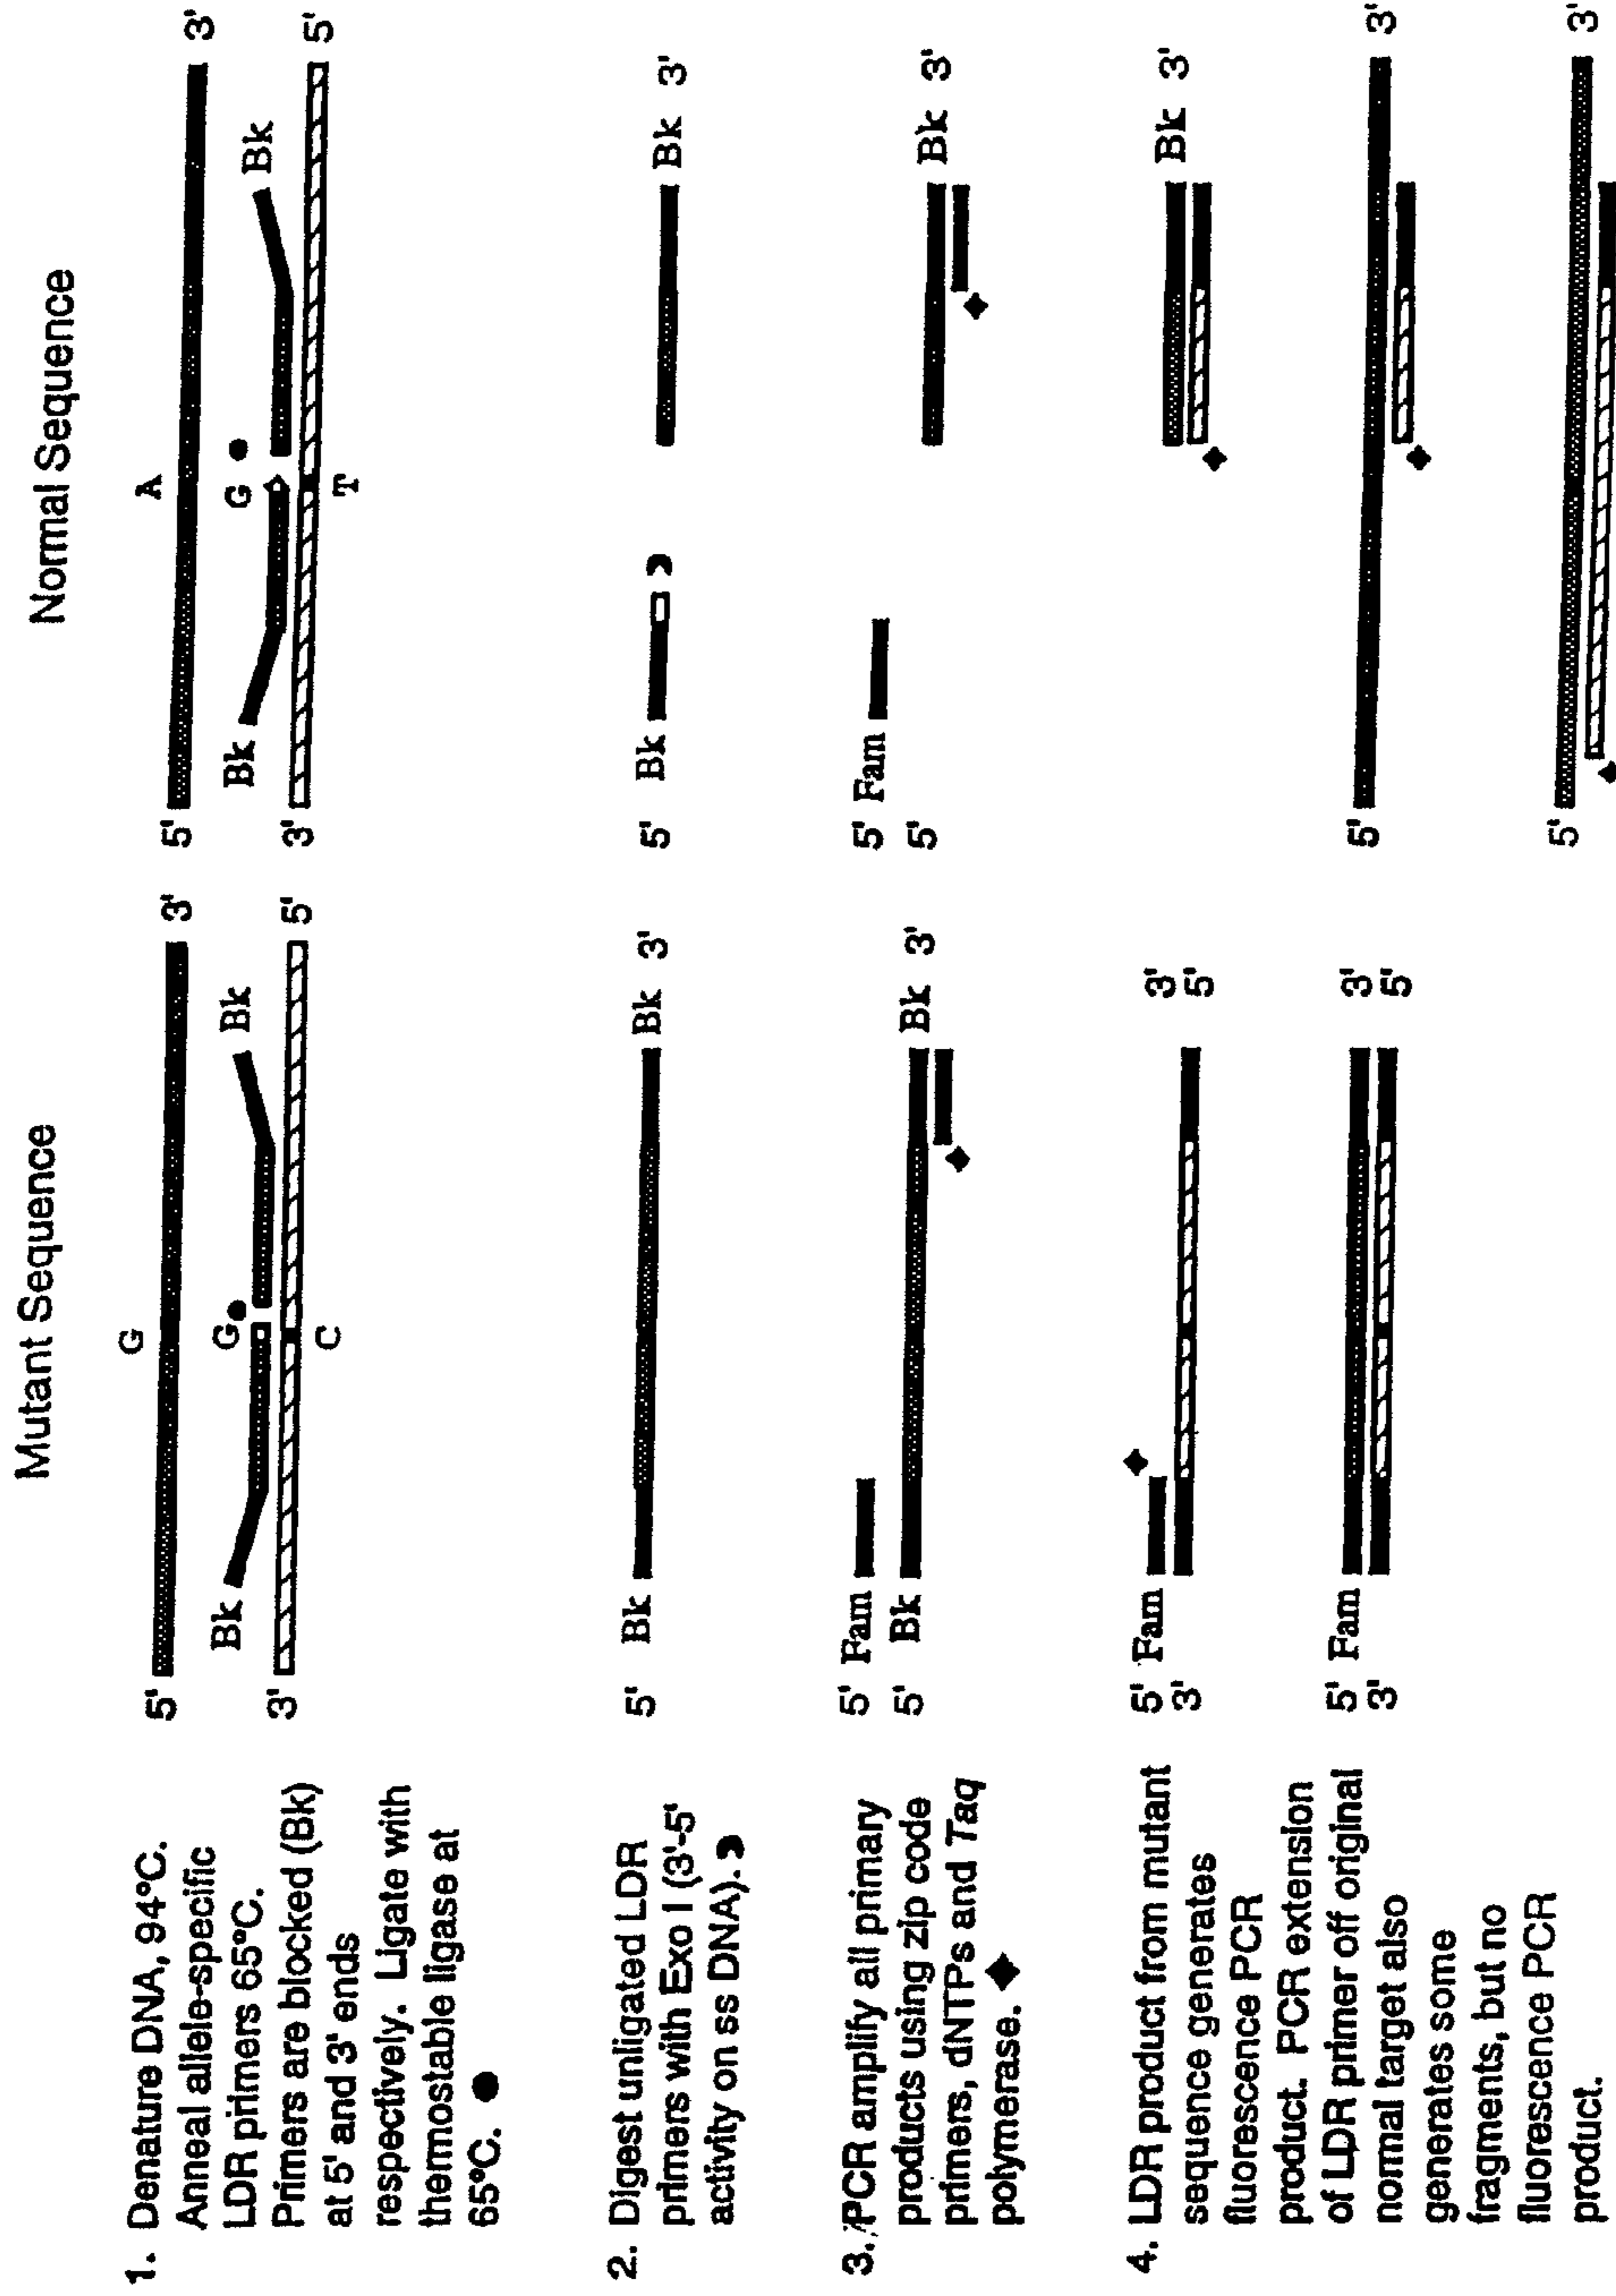 Mutant Sequence
Normal Sequence
1. Denature DNA, 94°C.
Anneal allele-specific
LDR primers 65°C.
Primers are blocked (Bk)
at 5' and 3' ends
respectively. Ligate with
thermostable ligase at
65°C. ●
5' G 3'
Bk G Bk
3' C 5'
5' A 3'
Bk G Bk
3' T 5'
2. Digest unligated LDR
primers with Exo I (3'-5'
activity on ss DNA).
5' Bk Bk 3'
5' Bk Bk 3'
3. PCR amplify all primary
products using zip code
primers, dNTPs and Taq
polymerase. ◆
5' Fam
5' Bk Bk 3'
5' Fam
5' Bk 3'
4. LDR product from mutant
sequence generates
fluorescence PCR
product. PCR extension
of LDR primer off original
normal target also
generates some
fragments, but no
fluorescence PCR
product.
5' Fam 3'
3' 5'
5' Fam 3'
3' 5'
Bk 3'
5' 3'
5' 3'